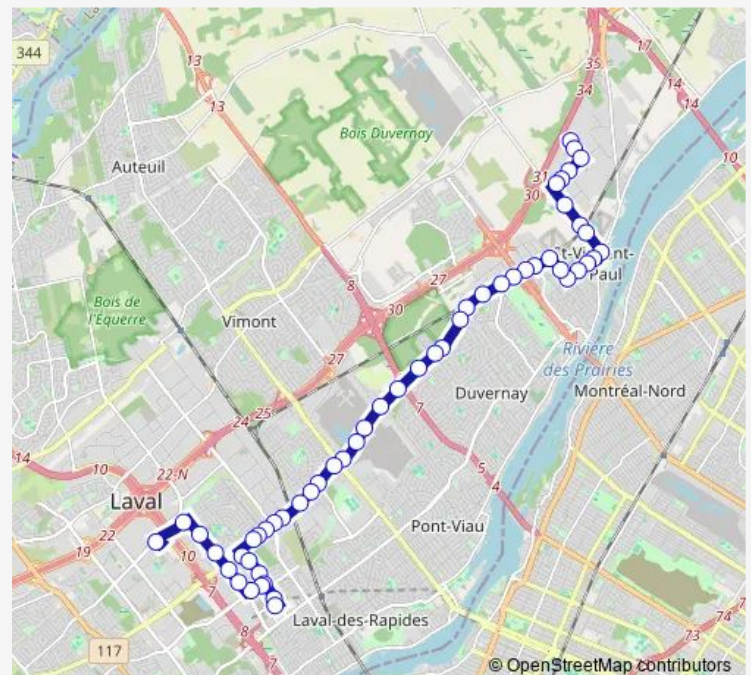 344
13
13
35
17
34
14
14
10
Bois Duvernay
Auteuil
31
30
St-Vincent-
Paul
8
30
Bois de
l'Équerre
Vimont
27
Rivière
des Prairies
Duvernay
Montréal-Nord
7
24
25
14
10
22-N
5
4
Laval
22
19
10
7
Pont-Viau
8
7
Laval-des-Rapides
117
74
73
© OpenStreetMap contributors